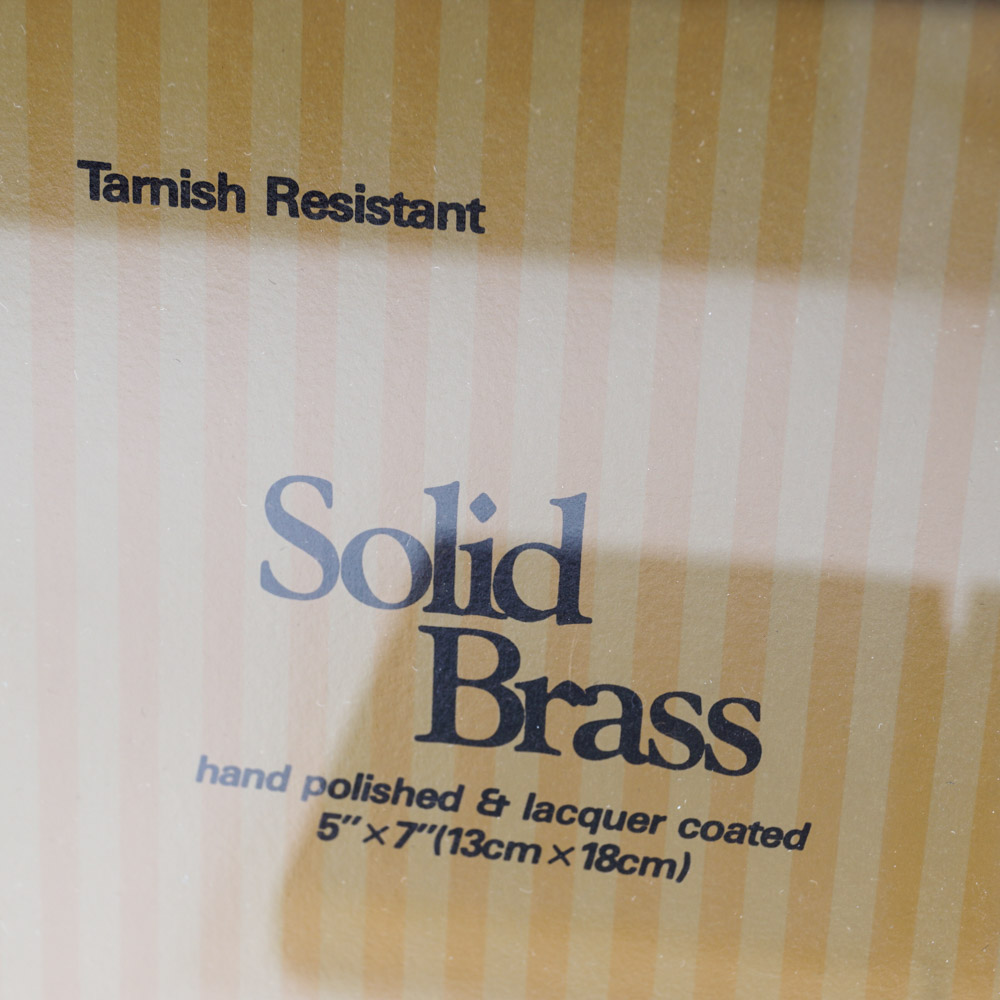 Tarnish Resistant
Solid
Brass
hand polished & lacquer coated
5"×7"(13cm×18cm)